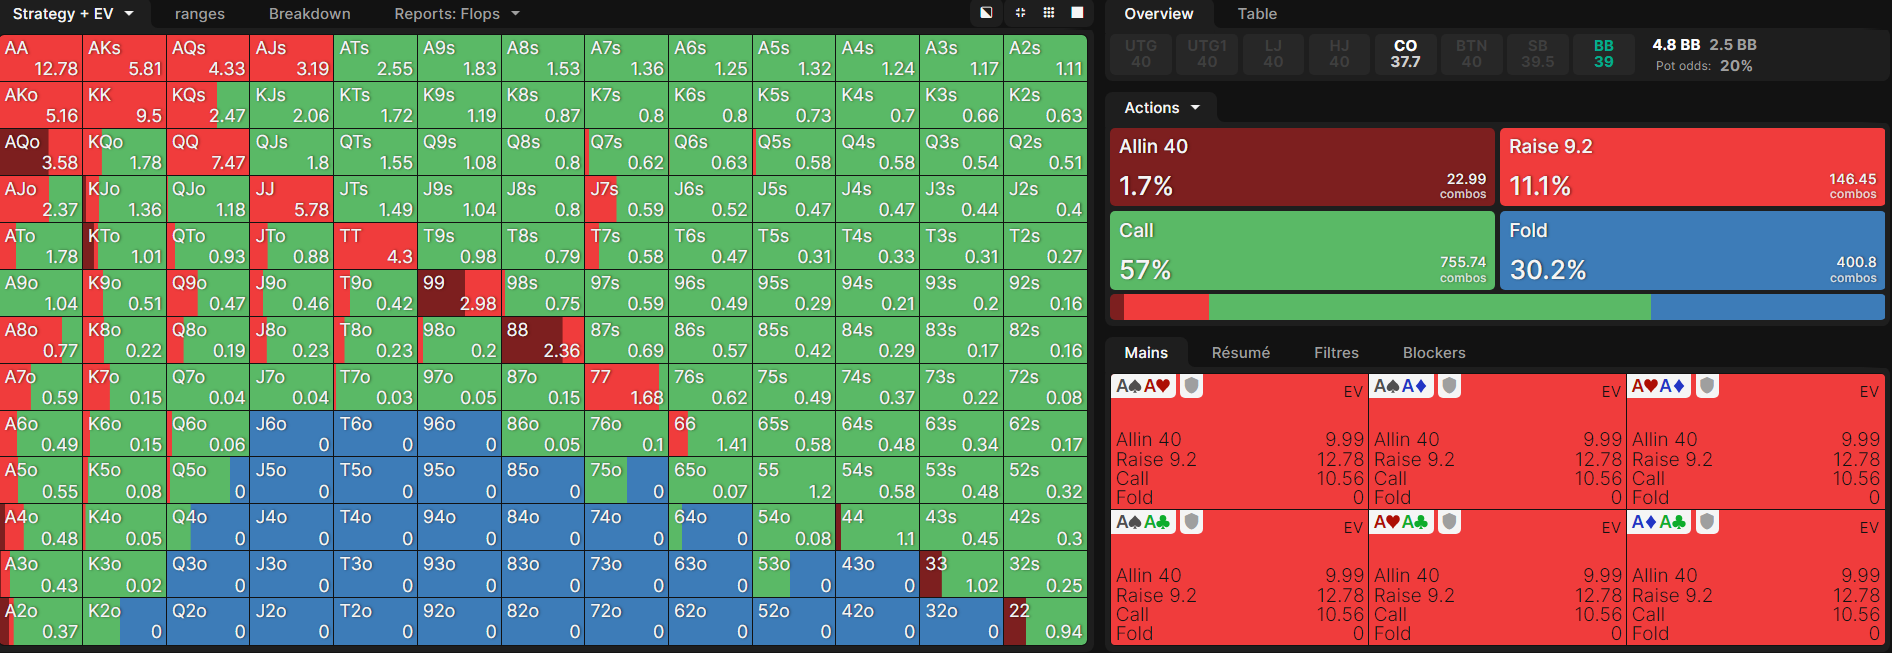 Strategy + EV ranges Breakdown Reports: Flops
AA AKs AQs AJs ATs A9s A8s A7s A6s A5s A4s A3s A2s
12.78 5.81 4.33 3.19 2.55 1.83 1.53 1.36 1.25 1.32 1.24 1.17 1.11
AKo KK KQs KJs KTs K9s K8s K7s K6s K5s K4s K3s K2s
5.16 9.5 2.47 2.06 1.72 1.19 0.87 0.8 0.8 0.73 0.7 0.66 0.63
AQo KQo QQ QJs QTs Q9s Q8s Q7s Q6s Q5s Q4s Q3s Q2s
3.58 1.78 7.47 1.8 1.55 1.08 0.8 0.62 0.63 0.58 0.58 0.54 0.51
AJo KJo QJo JJ JTs J9s J8s J7s J6s J5s J4s J3s J2s
2.37 1.36 1.18 5.78 1.49 1.04 0.8 0.59 0.52 0.47 0.47 0.44 0.4
ATo KTo QTo JTo TT T9s T8s T7s T6s T5s T4s T3s T2s
1.78 1.01 0.93 0.88 4.3 0.98 0.79 0.58 0.47 0.31 0.33 0.31 0.27
A9o K9o Q9o J9o T9o 99 98s 97s 96s 95s 94s 93s 92s
1.04 0.51 0.47 0.46 0.42 2.98 0.75 0.59 0.49 0.29 0.21 0.2 0.16
A8o K8o Q8o J8o T8o 98o 88 87s 86s 85s 84s 83s 82s
0.77 0.22 0.19 0.23 0.23 0.2 2.36 0.69 0.57 0.42 0.29 0.17 0.16
A7o K7o Q7o J7o T7o 97o 87o 77 76s 75s 74s 73s 72s
0.59 0.15 0.04 0.04 0.03 0.05 0.15 1.68 0.62 0.49 0.37 0.22 0.08
A6o K6o Q6o J6o T6o 96o 86o 76o 66 65s 64s 63s 62s
0.49 0.15 0.06 0 0 0 0.05 0.1 1.41 0.58 0.48 0.34 0.17
A5o K5o Q5o J5o T5o 95o 85o 75o 65o 55 54s 53s 52s
0.55 0.08 0 0 0 0 0 0 0.07 1.2 0.58 0.48 0.32
A4o K4o Q4o J4o T4o 94o 84o 74o 64o 54o 44 43s 42s
0.48 0.05 0 0 0 0 0 0 0 0.08 1.1 0.45 0.3
A3o K3o Q3o J3o T3o 93o 83o 73o 63o 53o 43o 33 32s
0.43 0.02 0 0 0 0 0 0 0 0 0 1.02 0.25
A2o K2o Q2o J2o T2o 92o 82o 72o 62o 52o 42o 32o 22
0.37 0 0 0 0 0 0 0 0 0 0 0 0.94
Overview Table
UTG UTG1 LJ HJ CO BTN SB BB 4.8 BB 2.5 BB
40 40 40 40 37.7 40 39.5 39 Pot odds: 20%
Actions
Allin 40 Raise 9.2
1.7% 22.99 combos 11.1% 146.45 combos
Call Fold
57% 755.74 combos 30.2% 400.8 combos
Mains Résumé Filtres Blockers
A♠A♥ EV A♠A♦ EV A♥A♦ EV
Allin 40 9.99 Allin 40 9.99 Allin 40 9.99
Raise 9.2 12.78 Raise 9.2 12.78 Raise 9.2 12.78
Call 10.56 Call 10.56 Call 10.56
Fold 0 Fold 0 Fold 0
A♠A♣ EV A♥A♣ EV A♦A♣ EV
Allin 40 9.99 Allin 40 9.99 Allin 40 9.99
Raise 9.2 12.78 Raise 9.2 12.78 Raise 9.2 12.78
Call 10.56 Call 10.56 Call 10.56
Fold 0 Fold 0 Fold 0